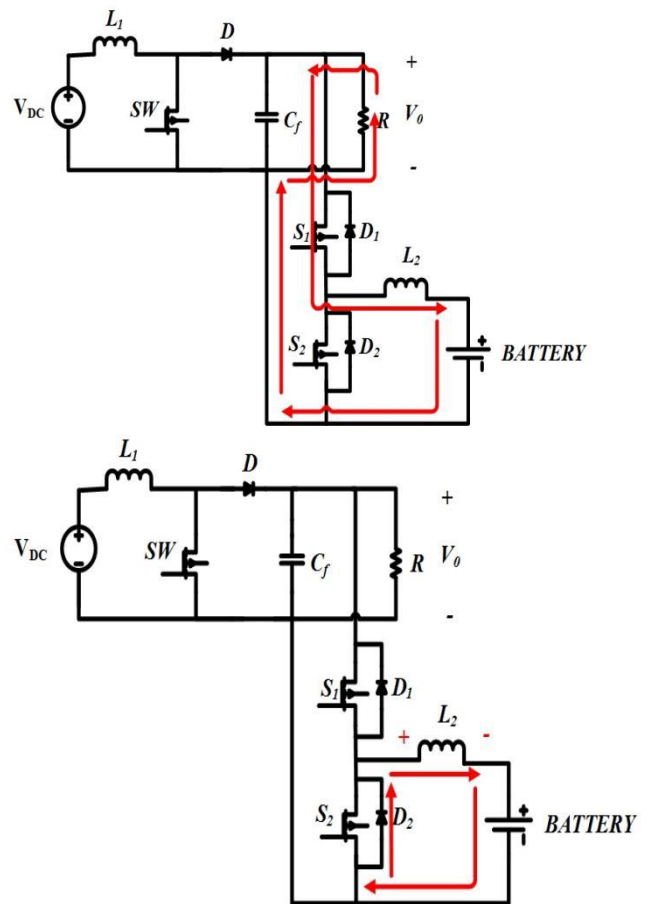 L1
D
+
VDC
SW
Cf
R
V0
-
S1
D1
L2
S2
D2
+
-
BATTERY
L1
D
+
VDC
SW
Cf
R
V0
-
S1
D1
L2
+
-
S2
D2
+
-
BATTERY